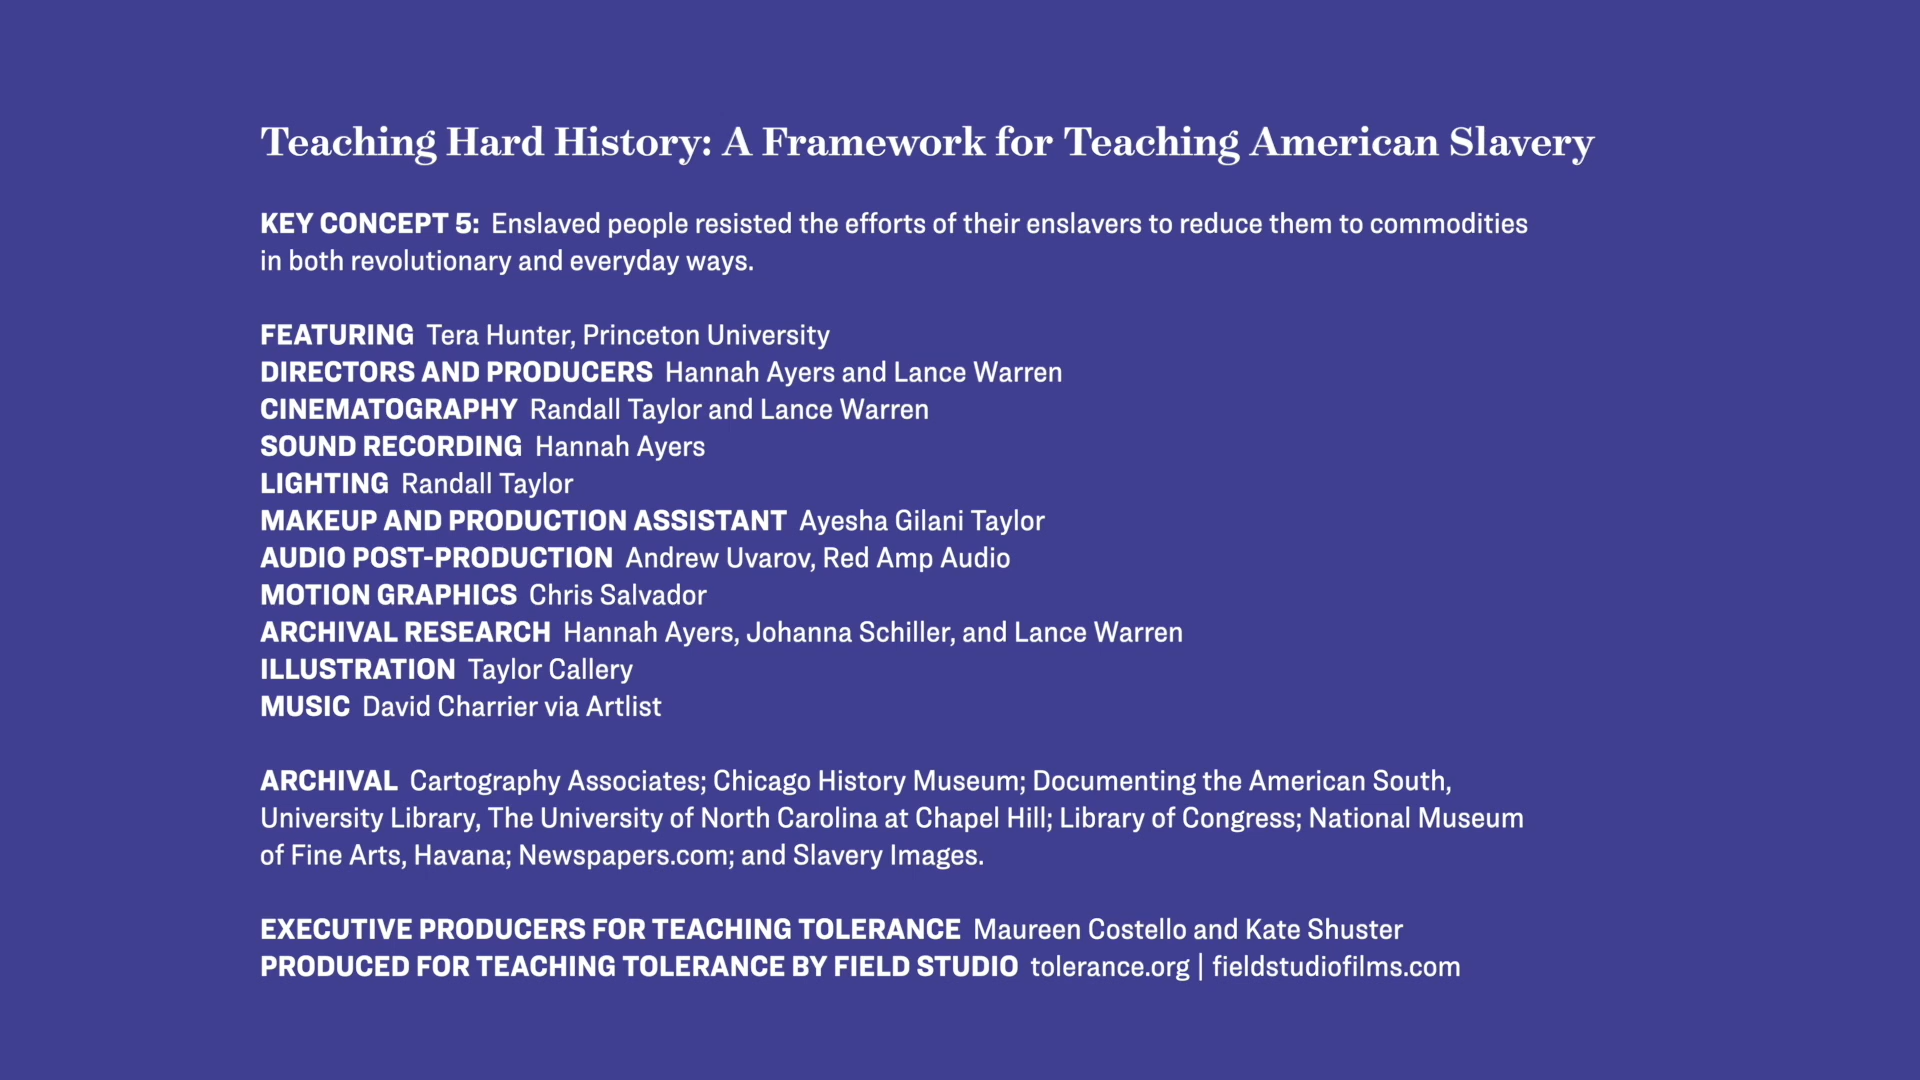 Teaching Hard History: A Framework for Teaching American Slavery
KEY CONCEPT 5: Enslaved people resisted the efforts of their enslavers to reduce them to commodities
in both revolutionary and everyday ways.
FEATURING Tera Hunter, Princeton University
DIRECTORS AND PRODUCERS Hannah Ayers and Lance Warren
CINEMATOGRAPHY Randall Taylor and Lance Warren
SOUND RECORDING Hannah Ayers
LIGHTING Randall Taylor
MAKEUP AND PRODUCTION ASSISTANT Ayesha Gilani Taylor
AUDIO POST-PRODUCTION Andrew Uvarov, Red Amp Audio
MOTION GRAPHICS Chris Salvador
ARCHIVAL RESEARCH Hannah Ayers, Johanna Schiller, and Lance Warren
ILLUSTRATION Taylor Callery
MUSIC David Charrier via Artlist
ARCHIVAL Cartography Associates; Chicago History Museum; Documenting the American South,
University Library, The University of North Carolina at Chapel Hill; Library of Congress; National Museum
of Fine Arts, Havana; Newspapers.com; and Slavery Images.
EXECUTIVE PRODUCERS FOR TEACHING TOLERANCE Maureen Costello and Kate Shuster
PRODUCED FOR TEACHING TOLERANCE BY FIELD STUDIO tolerance.org | fieldstudiofilms.com